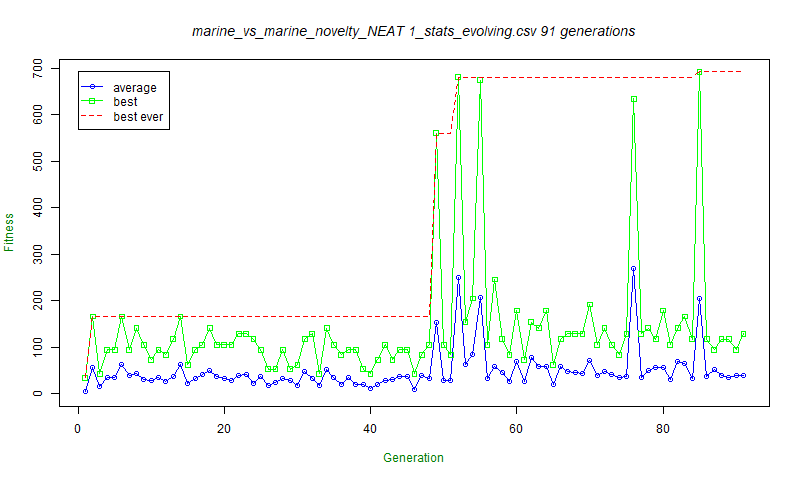 marine_vs_marine_novelty_NEAT 1_stats_evolving.csv 91 generations
average
best
best ever
700
600
500
400
300
200
100
0
Fitness
0 20 40 60 80
Generation